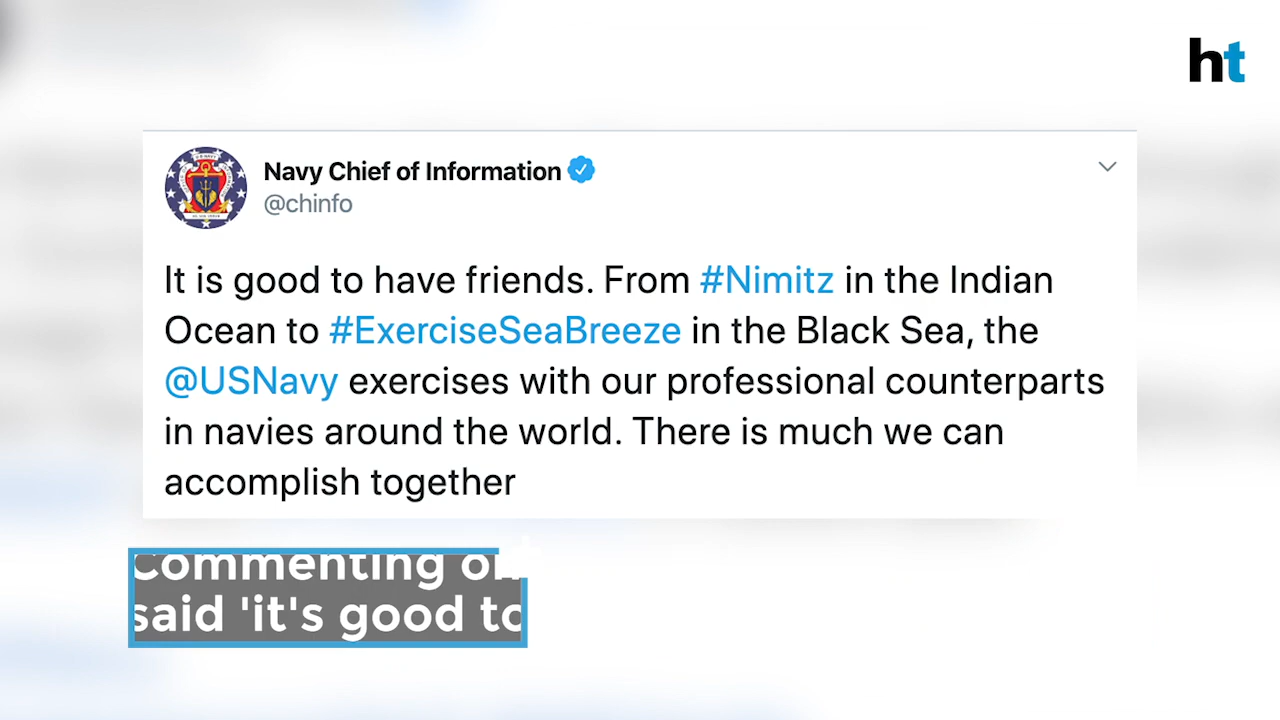 ht
Navy Chief of Information
@chinfo
It is good to have friends. From #Nimitz in the Indian
Ocean to #ExerciseSeaBreeze in the Black Sea, the
@USNavy exercises with our professional counterparts
in navies around the world. There is much we can
accomplish together
Commenting on
said 'it's good to